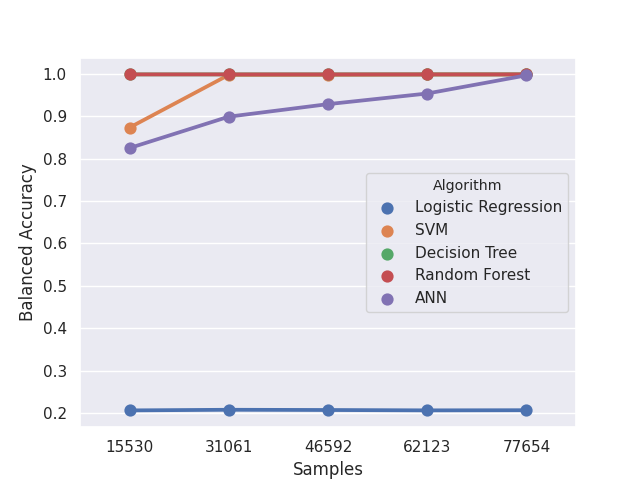 1.0
0.9
0.8
0.7
0.6
0.5
0.4
0.3
0.2
Balanced Accuracy
Algorithm
Logistic Regression
SVM
Decision Tree
Random Forest
ANN
15530 31061 46592 62123 77654
Samples